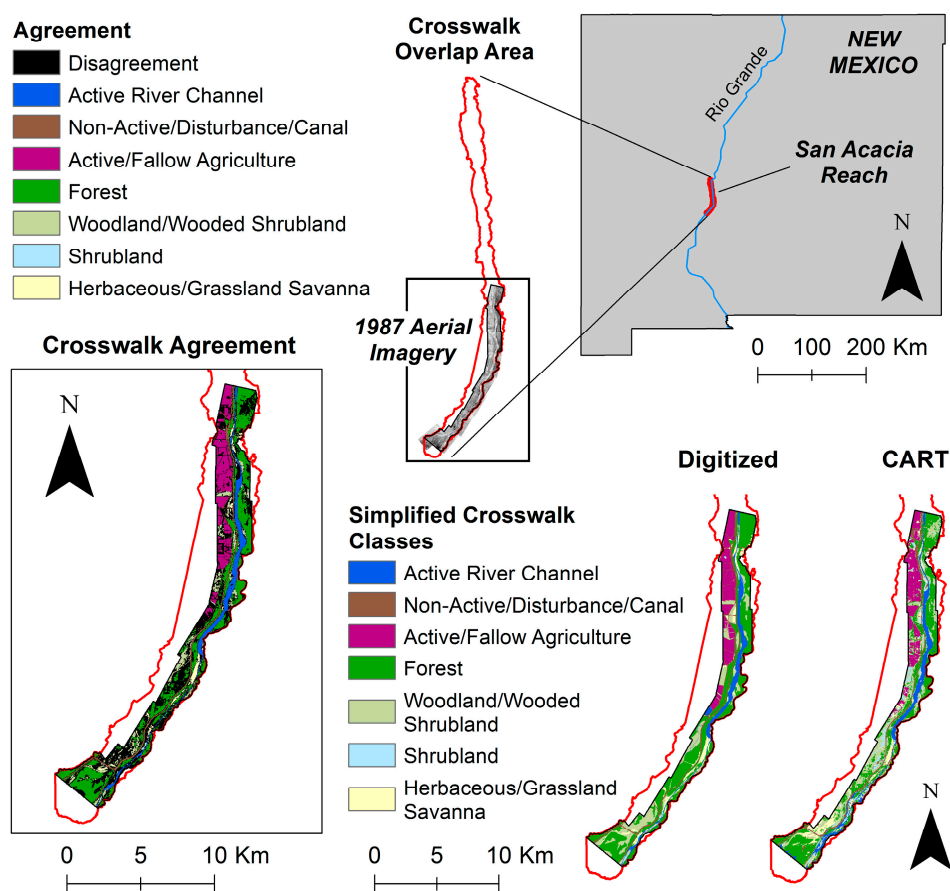 Agreement
Disagreement
Active River Channel
Non-Active/Disturbance/Canal
Active/Fallow Agriculture
Forest
Woodland/Wooded Shrubland
Shrubland
Herbaceous/Grassland Savanna
Crosswalk
Overlap Area
1987 Aerial
Imagery
NEW
MEXICO
Rio Grande
San Acacia
Reach
N
0 100 200 Km
Crosswalk Agreement
N
0 5 10 Km
Simplified Crosswalk
Classes
Active River Channel
Non-Active/Disturbance/Canal
Active/Fallow Agriculture
Forest
Woodland/Wooded
Shrubland
Shrubland
Herbaceous/Grassland
Savanna
0 5 10 Km
Digitized
CART
N